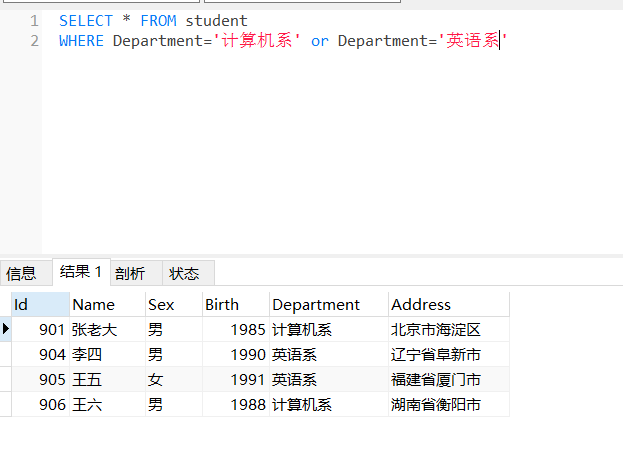 1 SELECT * FROM student
2 WHERE Department='计算机系' or Department='英语系'
信息 结果 1 剖析 状态
Id Name Sex Birth Department Address
901 张老大 男 1985 计算机系 北京市海淀区
904 李四 男 1990 英语系 辽宁省阜新市
905 王五 女 1991 英语系 福建省厦门市
906 王六 男 1988 计算机系 湖南省衡阳市